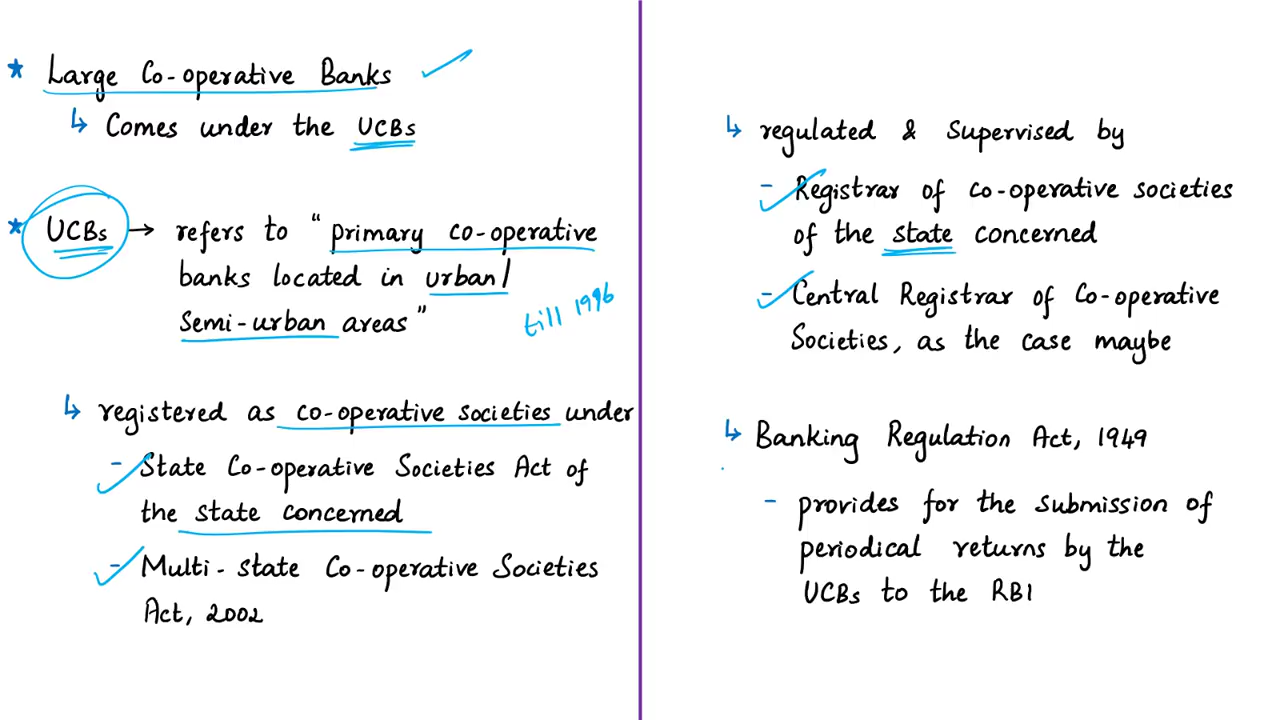 * Large Co-operative Banks
↳ Comes under the UCBs
* UCBs → refers to "primary co-operative
banks located in urban/
Semi-urban areas"
till 1996
↳ registered as co-operative societies under
- State Co-operative Societies Act of
the state concerned
- Multi-state Co-operative Societies
Act, 2002
↳ regulated & Supervised by
- Registrar of co-operative societies
of the state concerned
- Central Registrar of Co-operative
Societies, as the case maybe
↳ Banking Regulation Act, 1949
- provides for the submission of
periodical returns by the
UCBs to the RBI